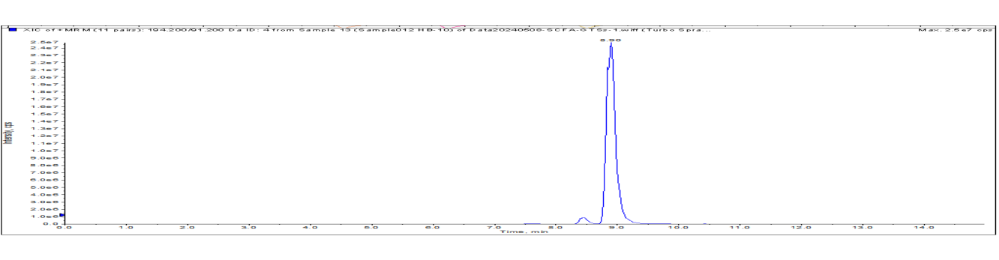 XIC of +MRM (11 pairs): 194.200/91.200 Da ID: 4 from Sample 13 (Sample012 HB-10) of Data20240508-SCFA-GTSz-1.wiff (Turbo Spra... Max. 2.5e7 cps.
8.90
2.5e7
2.4e7
2.3e7
2.2e7
2.1e7
2.0e7
1.9e7
1.8e7
1.7e7
1.6e7
1.5e7
1.4e7
1.3e7
1.2e7
1.1e7
1.0e7
9.0e6
8.0e6
7.0e6
6.0e6
5.0e6
4.0e6
3.0e6
2.0e6
1.0e6
0.0
Intensity, cps
0.0 1.0 2.0 3.0 4.0 5.0 6.0 7.0 8.0 9.0 10.0 11.0 12.0 13.0 14.0
Time, min